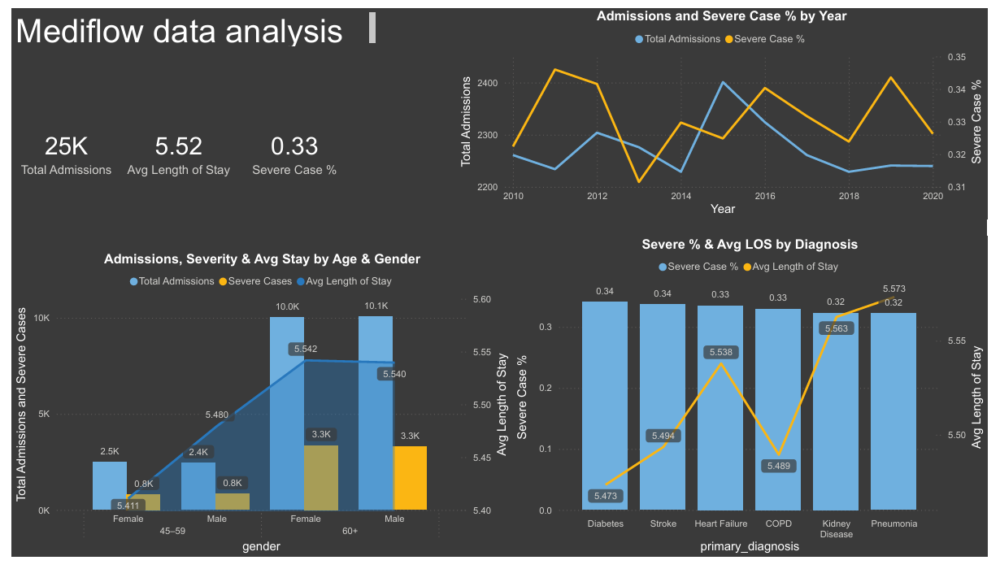 Mediflow data analysis
25K
Total Admissions
5.52
Avg Length of Stay
0.33
Severe Case %
Admissions and Severe Case % by Year
Total Admissions Severe Case %
Total Admissions
2400
2300
2200
0.35
0.34
0.33
0.32
0.31
Severe Case %
2010 2012 2014 2016 2018 2020
Year
Admissions, Severity & Avg Stay by Age & Gender
Total Admissions Severe Cases Avg Length of Stay
Total Admissions and Severe Cases
10K
5K
0K
10.0K 10.1K
5.542
5.540
5.480
3.3K 3.3K
2.5K 2.4K
0.8K 0.8K
5.411
5.60
5.55
5.50
5.45
5.40
Avg Length of Stay
Female Male Female Male
45–59 60+
gender
Severe % & Avg LOS by Diagnosis
Severe Case % Avg Length of Stay
Severe Case %
0.3
0.2
0.1
0.0
0.34 0.34 0.33 0.33 0.32 0.32
5.573
5.563
5.538
5.494
5.489
5.473
5.55
5.50
Avg Length of Stay
Diabetes Stroke Heart Failure COPD Kidney Pneumonia
Disease
primary_diagnosis